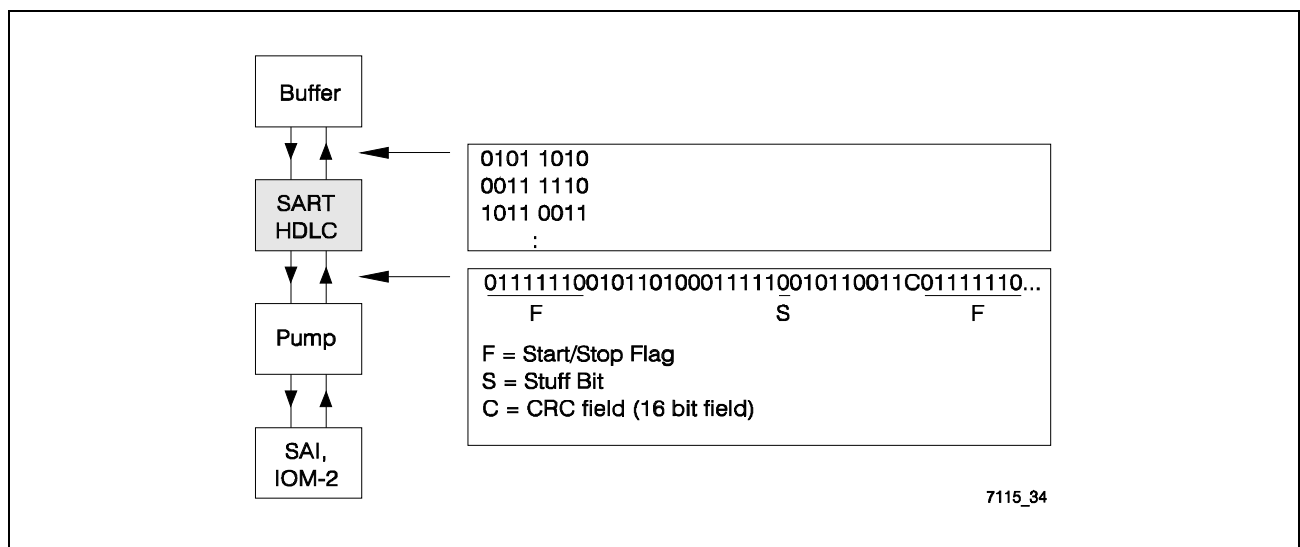 Buffer
0101 1010
0011 1110
1011 0011
:
SART
HDLC
011111100101101000111110010110011C01111110...
F S F
Pump
F = Start/Stop Flag
S = Stuff Bit
C = CRC field (16 bit field)
SAI,
IOM-2
7115_34